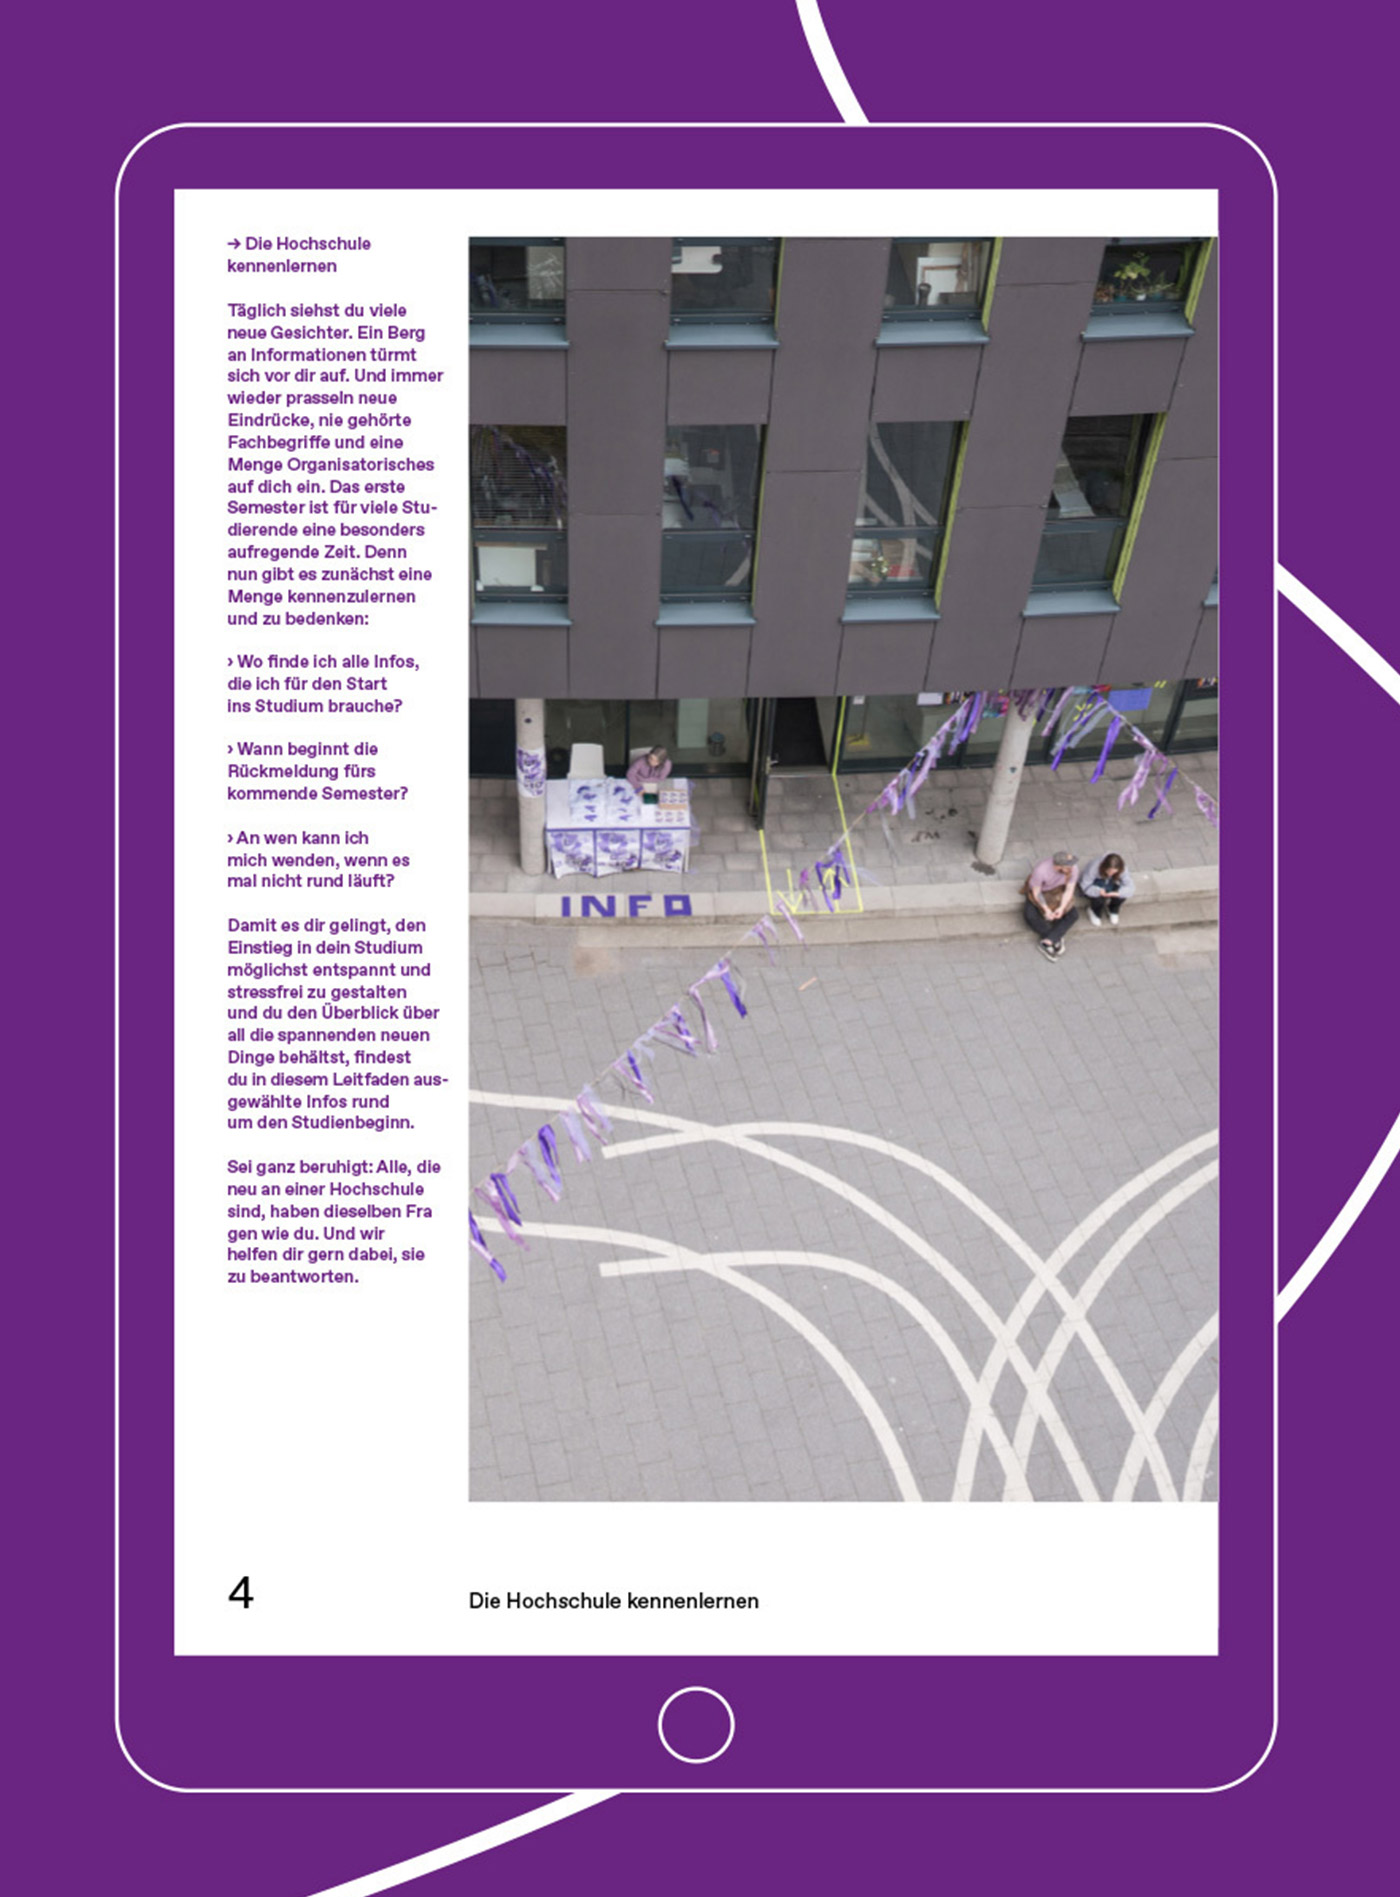 → Die Hochschule
kennenlernen
Täglich siehst du viele
neue Gesichter. Ein Berg
an Informationen türmt
sich vor dir auf. Und immer
wieder prasseln neue
Eindrücke, nie gehörte
Fachbegriffe und eine
Menge Organisatorisches
auf dich ein. Das erste
Semester ist für viele Stu-
dierende eine besonders
aufregende Zeit. Denn
nun gibt es zunächst eine
Menge kennenzulernen
und zu bedenken:
› Wo finde ich alle Infos,
die ich für den Start
ins Studium brauche?
› Wann beginnt die
Rückmeldung fürs
kommende Semester?
› An wen kann ich
mich wenden, wenn es
mal nicht rund läuft?
Damit es dir gelingt, den
Einstieg in dein Studium
möglichst entspannt und
stressfrei zu gestalten
und du den Überblick über
all die spannenden neuen
Dinge behältst, findest
du in diesem Leitfaden aus-
gewählte Infos rund
um den Studienbeginn.
Sei ganz beruhigt: Alle, die
neu an einer Hochschule
sind, haben dieselben Fra
gen wie du. Und wir
helfen dir gern dabei, sie
zu beantworten.
INFO
4
Die Hochschule kennenlernen